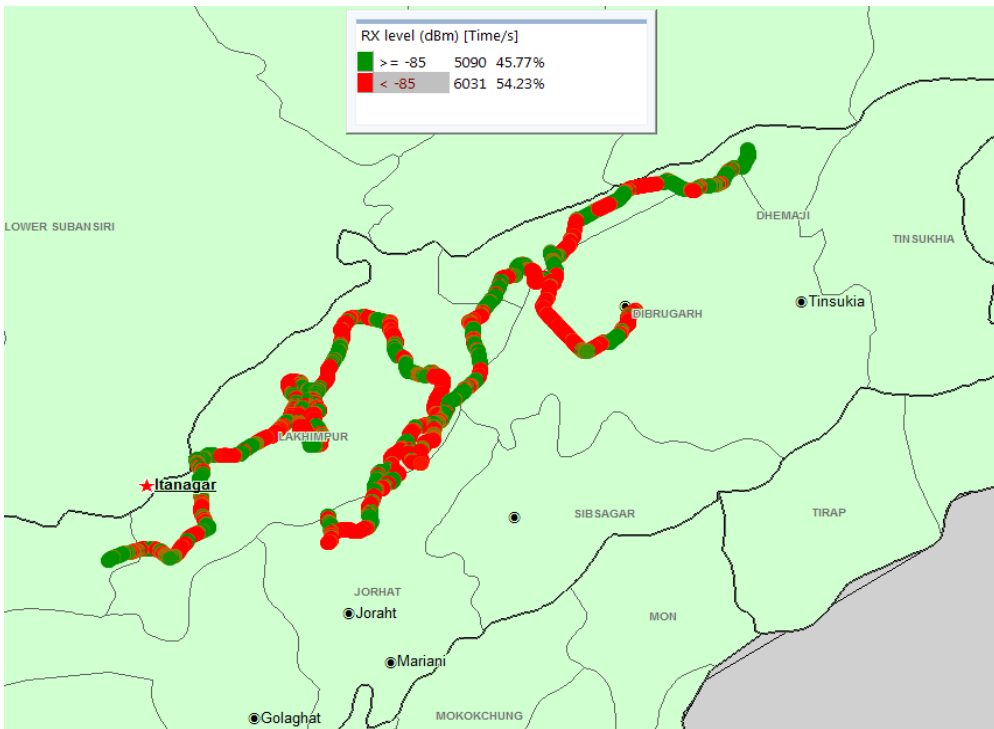 RX level (dBm) [Time/s]
>= -85 5090 45.77%
< -85 6031 54.23%
LOWER SUBANSIRI
DHEMAJI
TINSUKHIA
Tinsukia
DIBRUGARH
LAKHIMPUR
Itanagar
SIBSAGAR
TIRAP
JORHAT
Joraht
MON
Mariani
MOKOKCHUNG
Golaghat